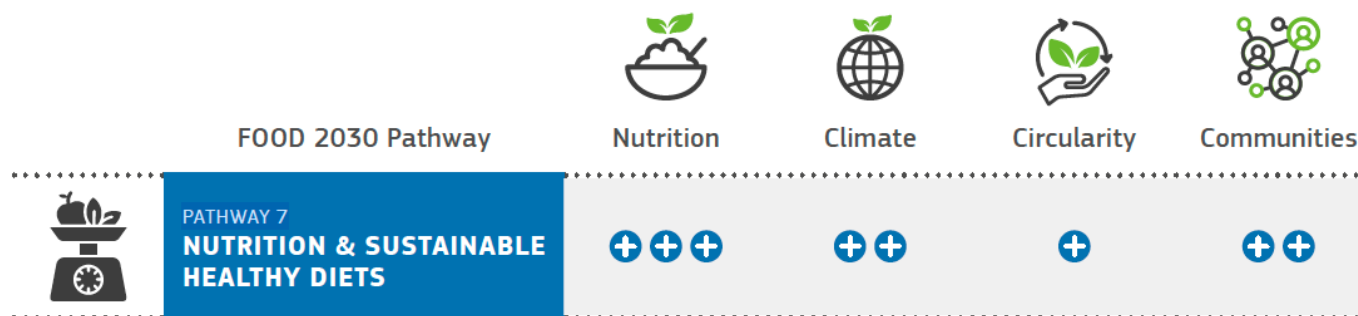 FOOD 2030 Pathway Nutrition Climate Circularity Communities
PATHWAY 7
NUTRITION & SUSTAINABLE
HEALTHY DIETS